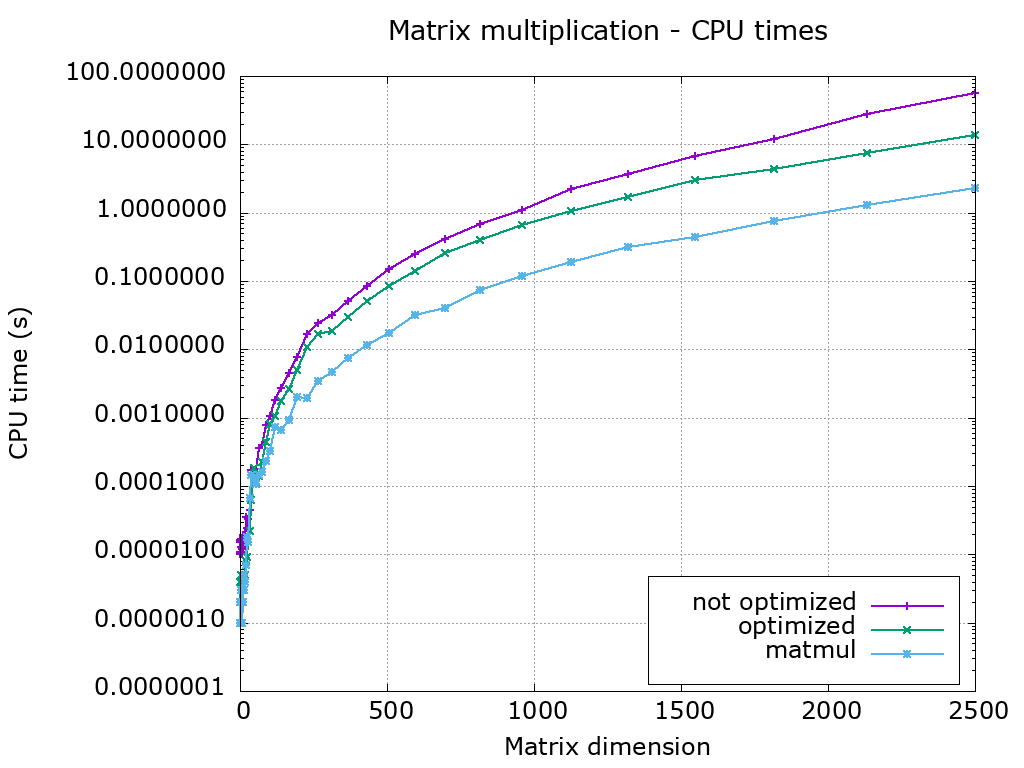 Matrix multiplication - CPU times
100.0000000
10.0000000
1.0000000
0.1000000
0.0100000
0.0010000
0.0001000
0.0000100
0.0000010
0.0000001
CPU time (s)
not optimized
optimized
matmul
0 500 1000 1500 2000 2500
Matrix dimension